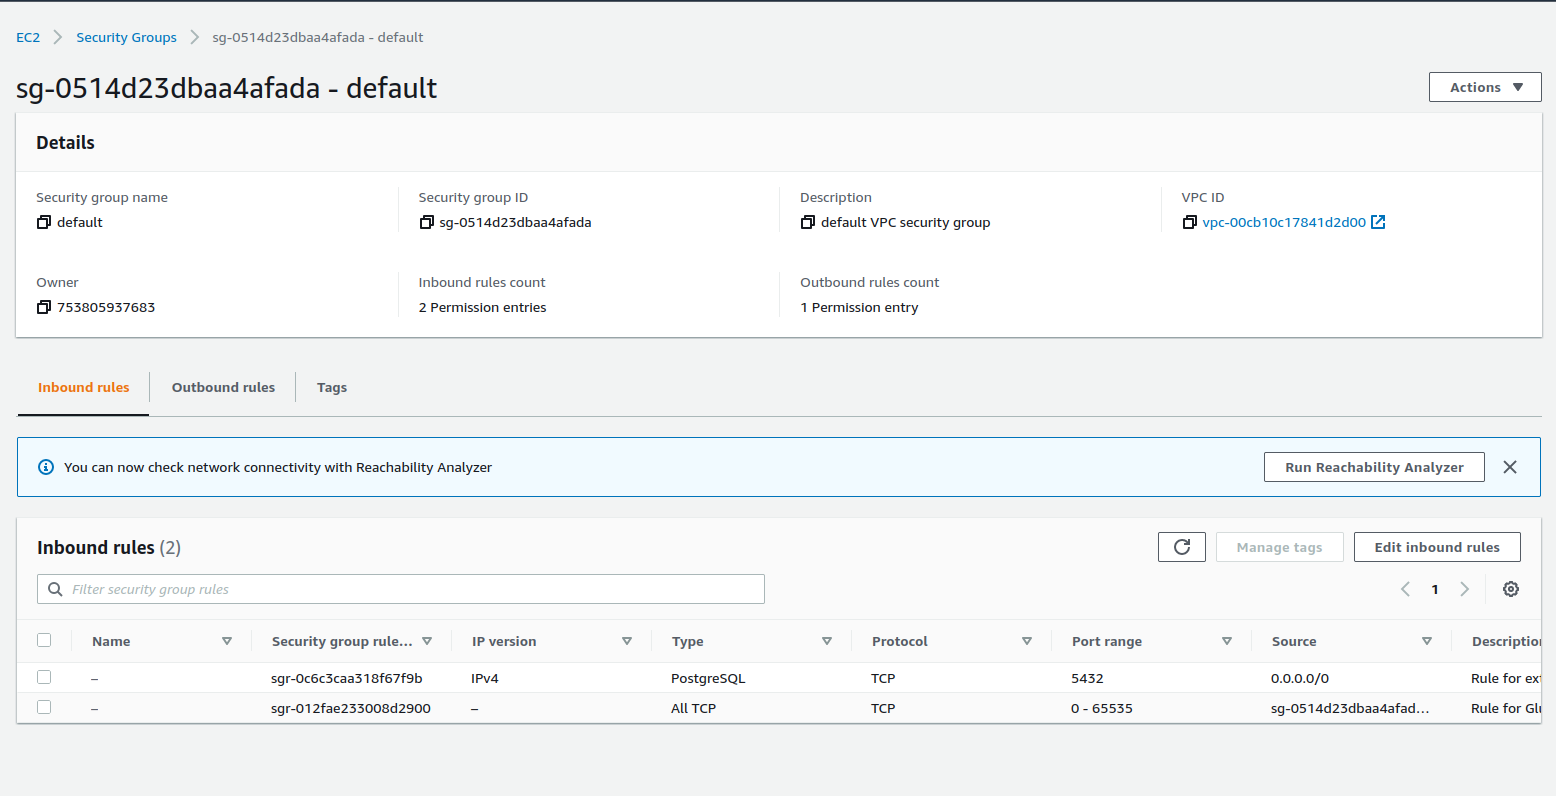 EC2 Security Groups sg-0514d23dbaa4afada - default
sg-0514d23dbaa4afada - default
Actions
Details
Security group name Security group ID Description VPC ID
default sg-0514d23dbaa4afada default VPC security group vpc-00cb10c17841d2d00
Owner Inbound rules count Outbound rules count
753805937683 2 Permission entries 1 Permission entry
Inbound rules Outbound rules Tags
You can now check network connectivity with Reachability Analyzer Run Reachability Analyzer
Inbound rules (2) Manage tags Edit inbound rules
Filter security group rules 1
Name Security group rule... IP version Type Protocol Port range Source Descriptio
– sgr-0c6c3caa318f67f9b IPv4 PostgreSQL TCP 5432 0.0.0.0/0 Rule for ext
– sgr-012fae233008d2900 – All TCP TCP 0 - 65535 sg-0514d23dbaa4afad... Rule for Glu